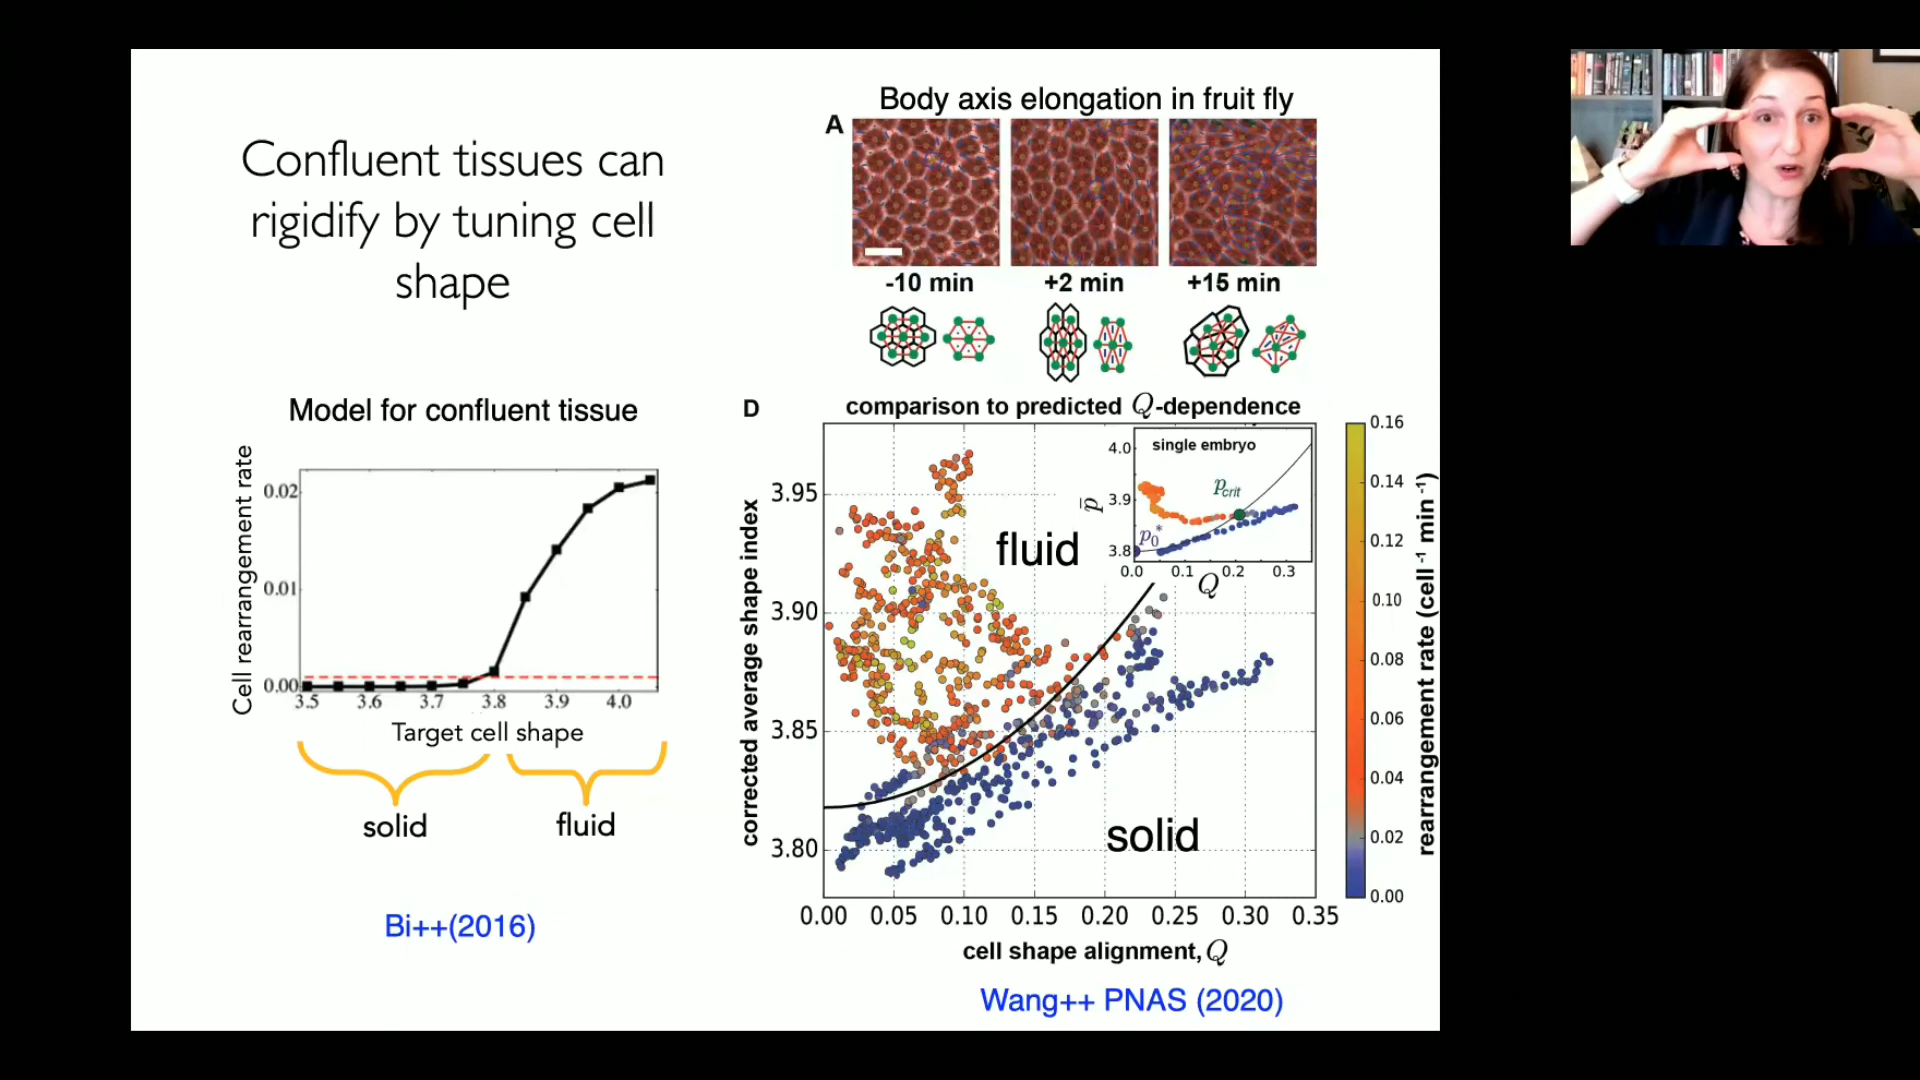 Confluent tissues can
rigidify by tuning cell
shape
Model for confluent tissue
Cell rearrangement rate
0.02
0.01
0.00
3.5 3.6 3.7 3.8 3.9 4.0
Target cell shape
solid fluid
Bi++(2016)
Body axis elongation in fruit fly
A
-10 min +2 min +15 min
D comparison to predicted Q-dependence
corrected average shape index
3.95
3.90
3.85
3.80
0.00 0.05 0.10 0.15 0.20 0.25 0.30 0.35
cell shape alignment, Q
fluid
solid
single embryo
p̄
4.0
3.9
3.8
p_crit
p₀*
0.0 0.1 0.2 0.3
Q
0.16
0.14
0.12
0.10
0.08
0.06
0.04
0.02
0.00
rearrangement rate (cell⁻¹ min⁻¹)
Wang++ PNAS (2020)